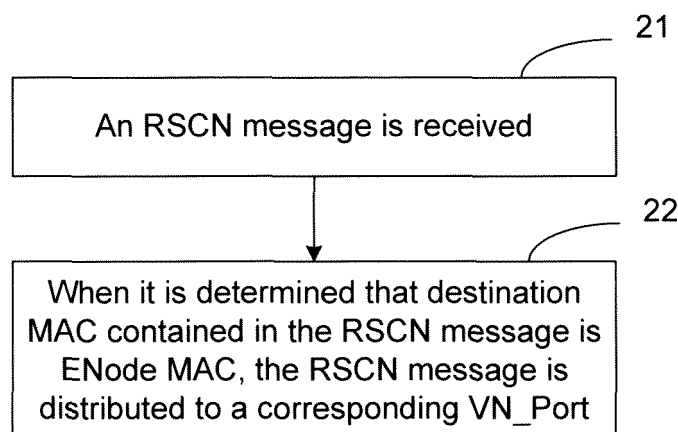 21
An RSCN message is received
22
When it is determined that destination
MAC contained in the RSCN message is
ENode MAC, the RSCN message is
distributed to a corresponding VN_Port